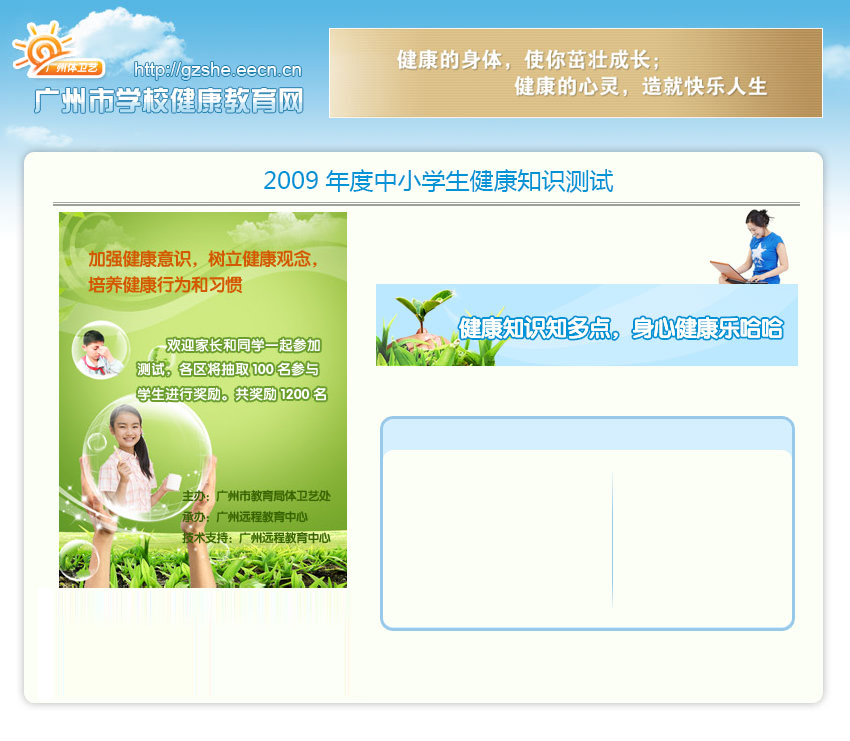 广州体卫艺
http://gzshe.eecn.cn
广州市学校健康教育网
健康的身体，使你茁壮成长；
健康的心灵，造就快乐人生
2009 年度中小学生健康知识测试
加强健康意识，树立健康观念，
培养健康行为和习惯
欢迎家长和同学一起参加
测试，各区将抽取 100 名参与
学生进行奖励。共奖励 1200 名
主办：广州市教育局体卫艺处
承办：广州远程教育中心
技术支持：广州远程教育中心
健康知识知多点，身心健康乐哈哈